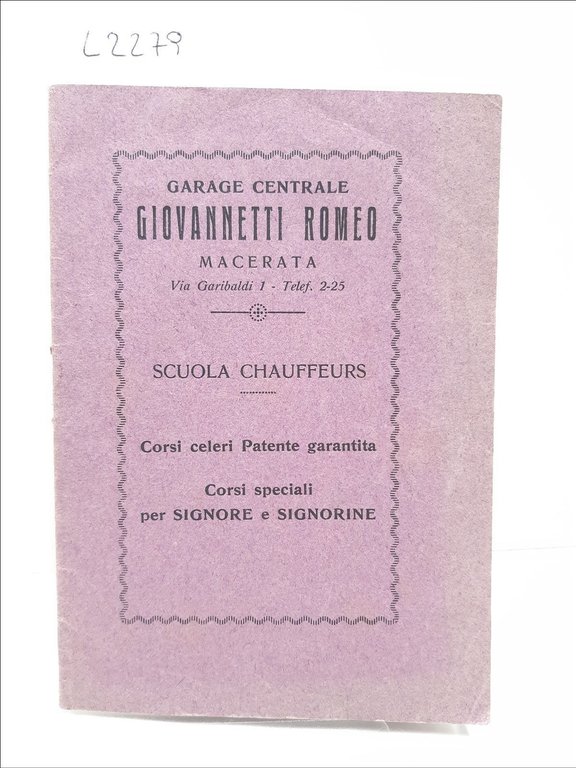 L2279
GARAGE CENTRALE
GIOVANNETTI ROMEO
MACERATA
Via Garibaldi 1 - Telef. 2-25
SCUOLA CHAUFFEURS
Corsi celeri Patente garantita
Corsi speciali
per SIGNORE e SIGNORINE